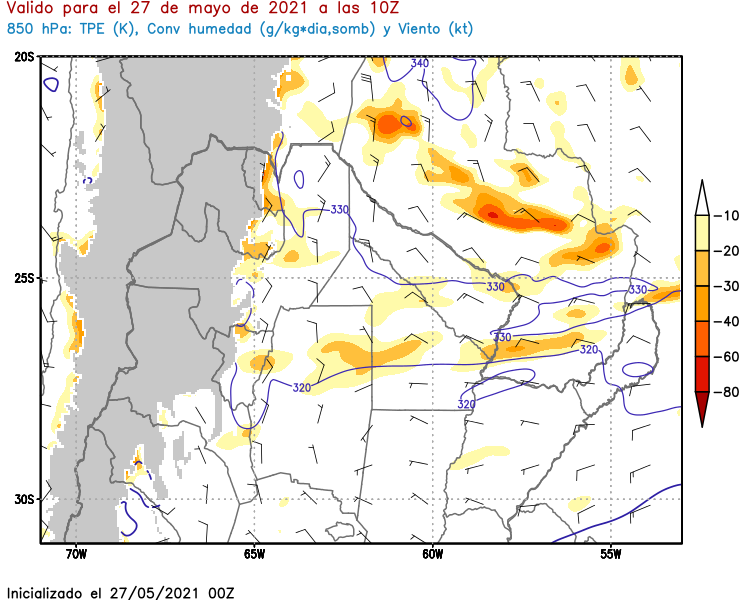 Valido para el 27 de mayo de 2021 a las 10Z
850 hPa: TPE (K), Conv humedad (g/kg*dia,somb) y Viento (kt)
20S
340
330
25S
330
330
330
320
320
320
30S
70W 65W 60W 55W
-10
-20
-30
-40
-60
-80
Inicializado el 27/05/2021 00Z